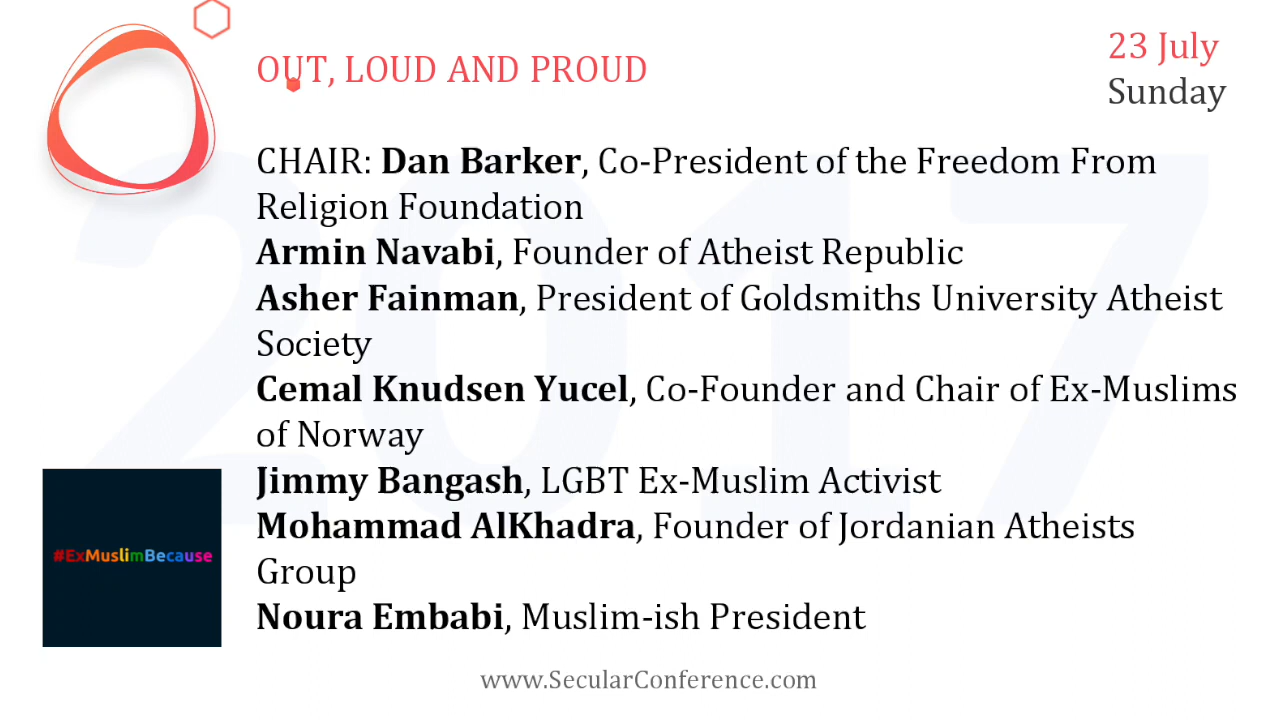 OUT, LOUD AND PROUD
23 July
Sunday
2017
CHAIR: Dan Barker, Co-President of the Freedom From
Religion Foundation
Armin Navabi, Founder of Atheist Republic
Asher Fainman, President of Goldsmiths University Atheist
Society
Cemal Knudsen Yucel, Co-Founder and Chair of Ex-Muslims
of Norway
Jimmy Bangash, LGBT Ex-Muslim Activist
Mohammad AlKhadra, Founder of Jordanian Atheists
Group
Noura Embabi, Muslim-ish President
#ExMuslimBecause
www.SecularConference.com